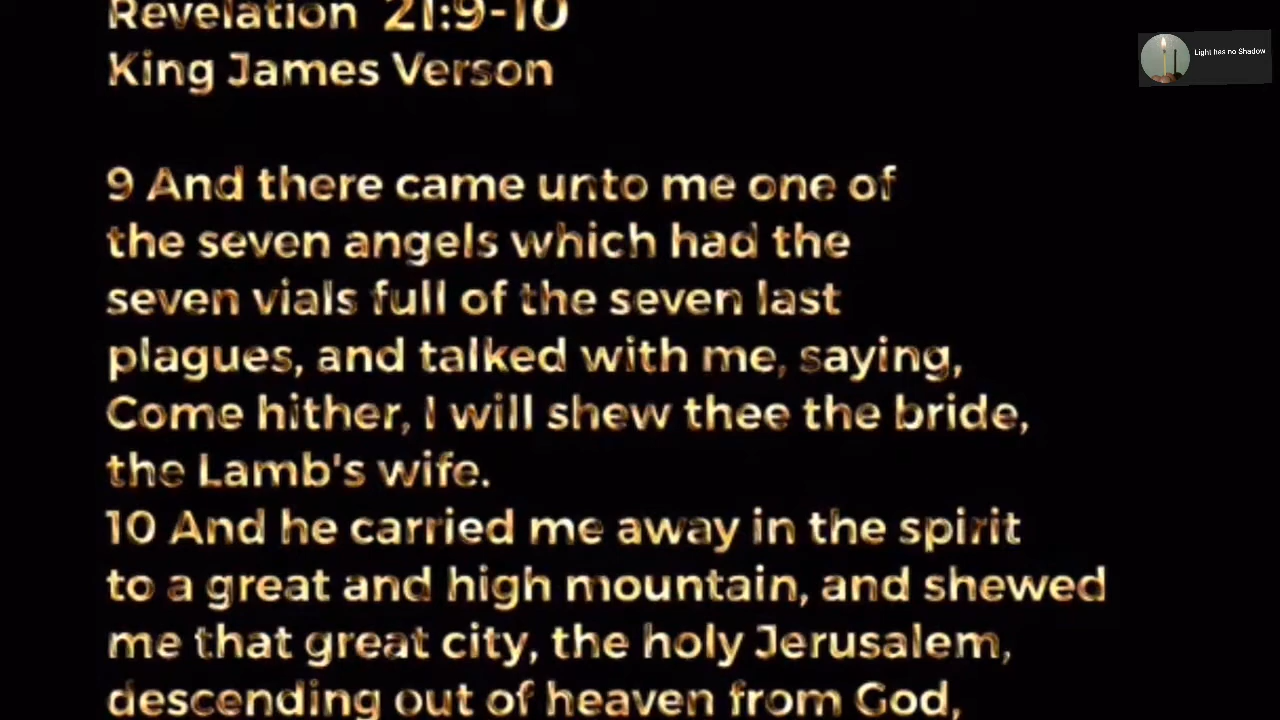 Revelation 21:9-10
King James Verson
Light has no Shadow
9 And there came unto me one of
the seven angels which had the
seven vials full of the seven last
plagues, and talked with me, saying,
Come hither, I will shew thee the bride,
the Lamb's wife.
10 And he carried me away in the spirit
to a great and high mountain, and shewed
me that great city, the holy Jerusalem,
descending out of heaven from God,